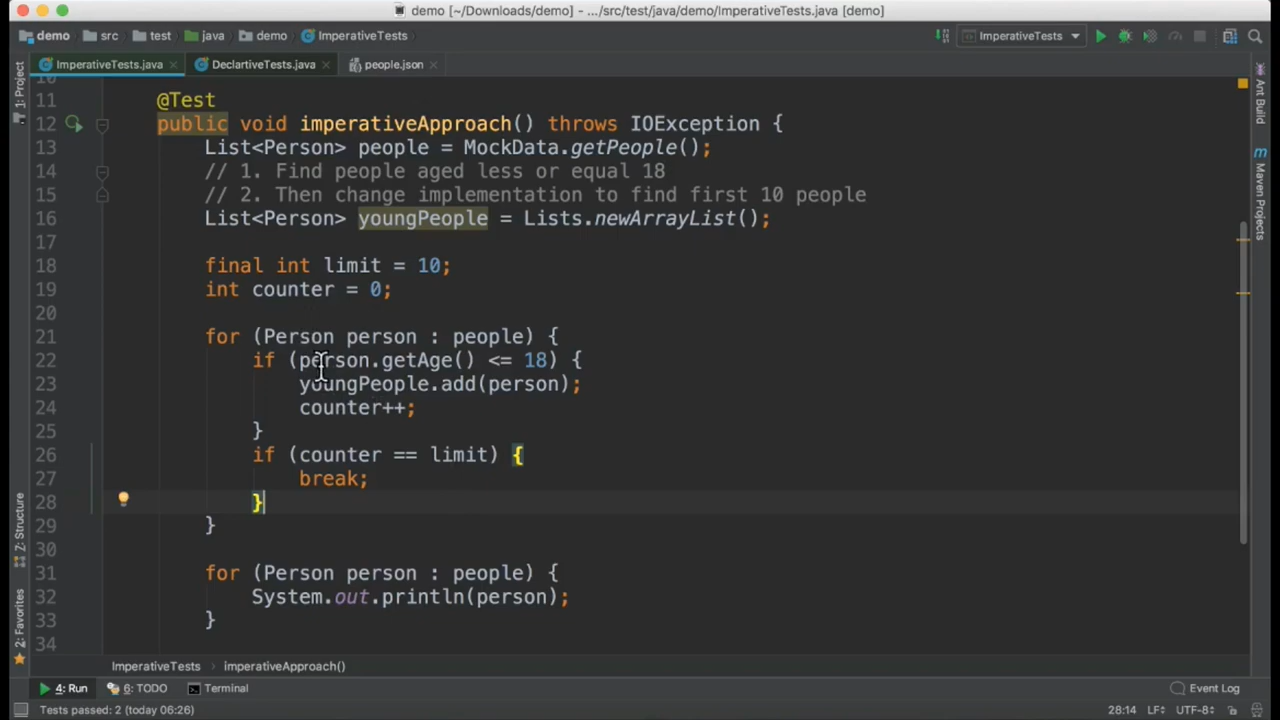 demo [~/Downloads/demo] - .../src/test/java/demo/ImperativeTests.java [demo]
demo src test java demo ImperativeTests ImperativeTests
ImperativeTests.java DeclartiveTests.java people.json
1: Project
Z: Structure
2: Favorites
Ant Build
Maven Projects
10
11 @Test
12 public void imperativeApproach() throws IOException {
13 List<Person> people = MockData.getPeople();
14 // 1. Find people aged less or equal 18
15 // 2. Then change implementation to find first 10 people
16 List<Person> youngPeople = Lists.newArrayList();
17
18 final int limit = 10;
19 int counter = 0;
20
21 for (Person person : people) {
22 if (person.getAge() <= 18) {
23 youngPeople.add(person);
24 counter++;
25 }
26 if (counter == limit) {
27 break;
28 }
29 }
30
31 for (Person person : people) {
32 System.out.println(person);
33 }
34
ImperativeTests › imperativeApproach()
4: Run 6: TODO Terminal Event Log
Tests passed: 2 (today 06:26) 28:14 LF UTF-8